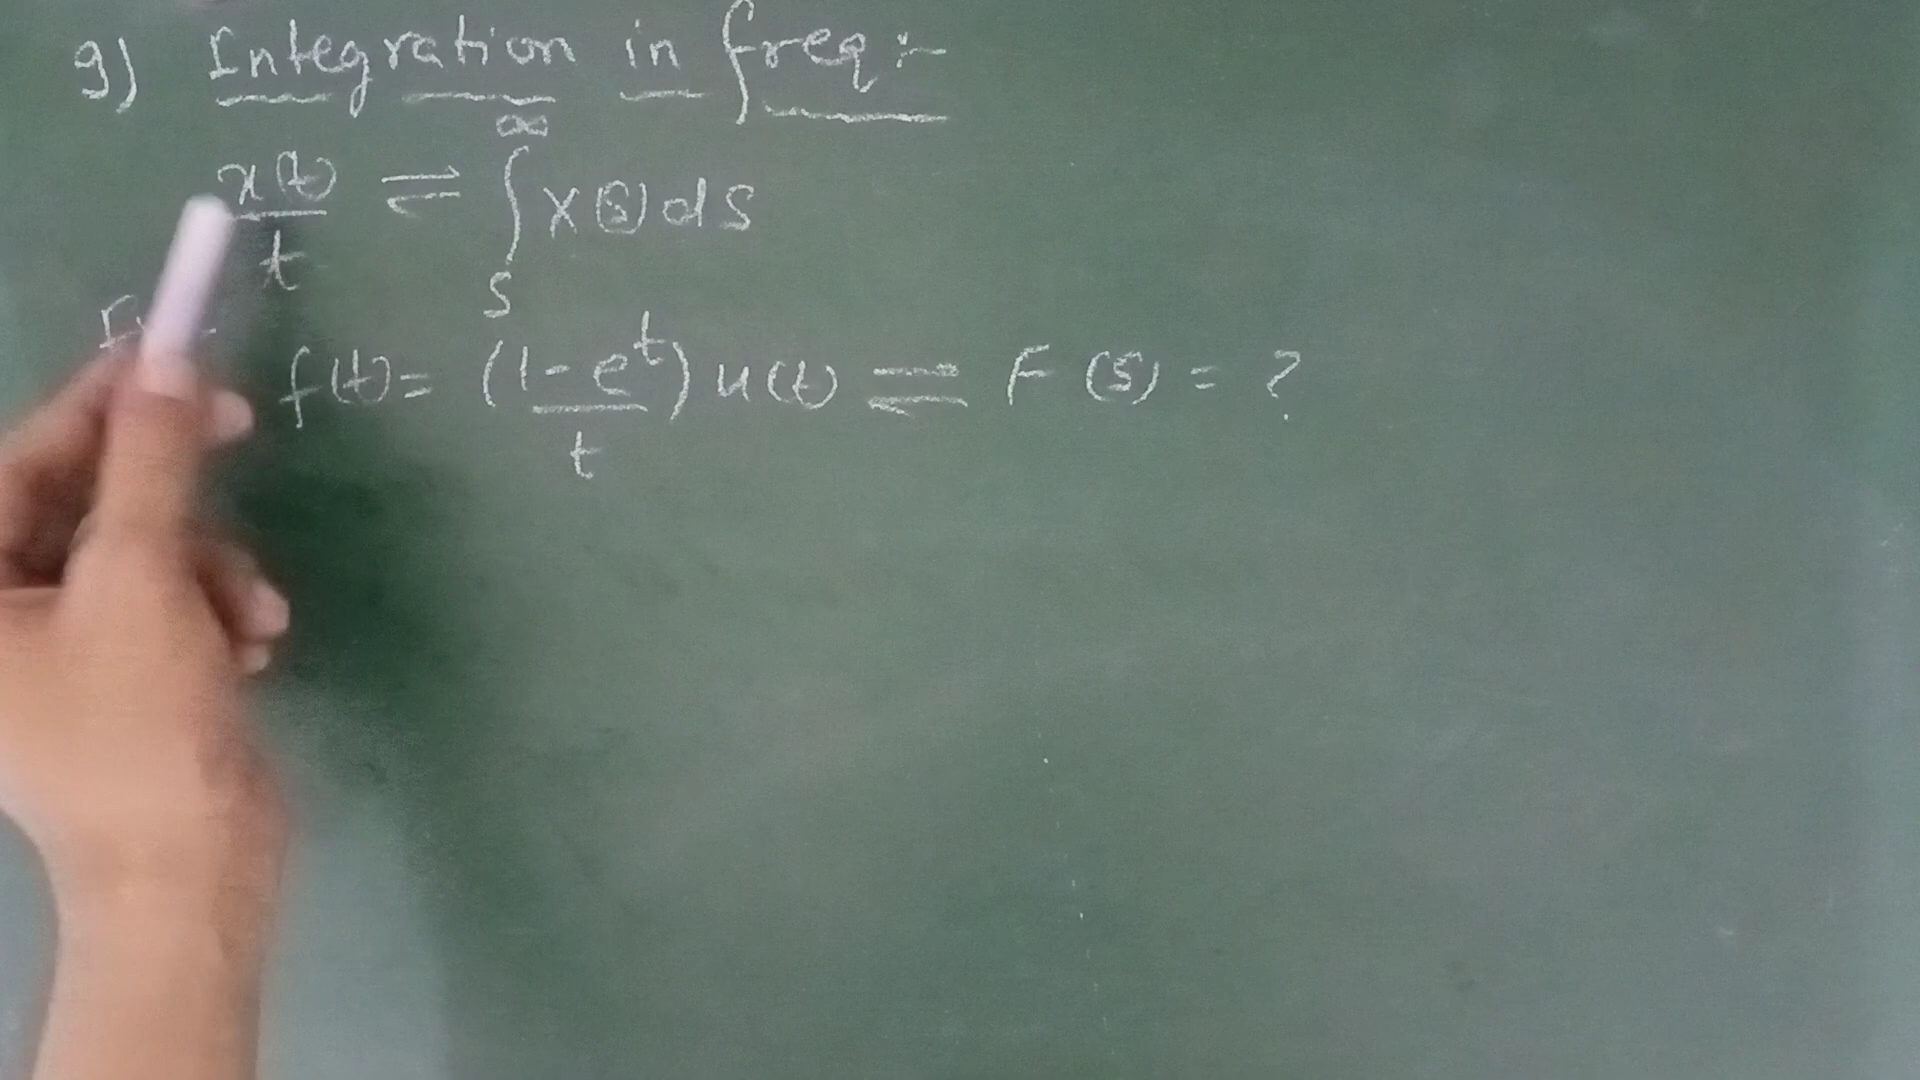 9) Integration in freq:-
x(t)/t ⇌ ∫_S^∞ X(s) ds
f(t) = ((1-e^t)/t) u(t) ⇌ F(s) = ?